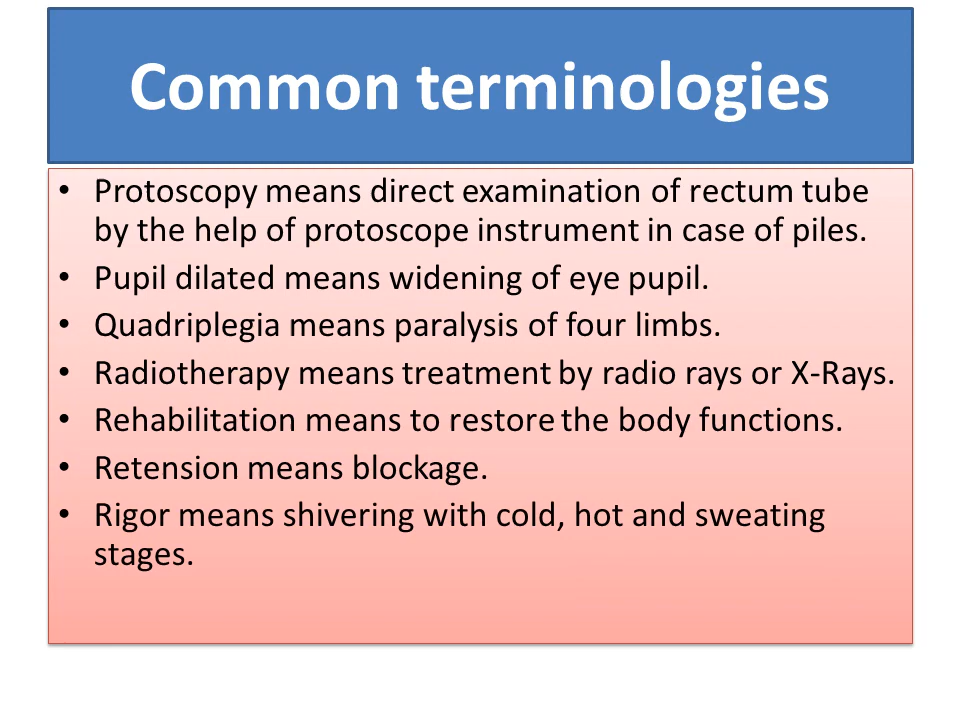 Common terminologies
• Protoscopy means direct examination of rectum tube
by the help of protoscope instrument in case of piles.
• Pupil dilated means widening of eye pupil.
• Quadriplegia means paralysis of four limbs.
• Radiotherapy means treatment by radio rays or X-Rays.
• Rehabilitation means to restore the body functions.
• Retension means blockage.
• Rigor means shivering with cold, hot and sweating
stages.